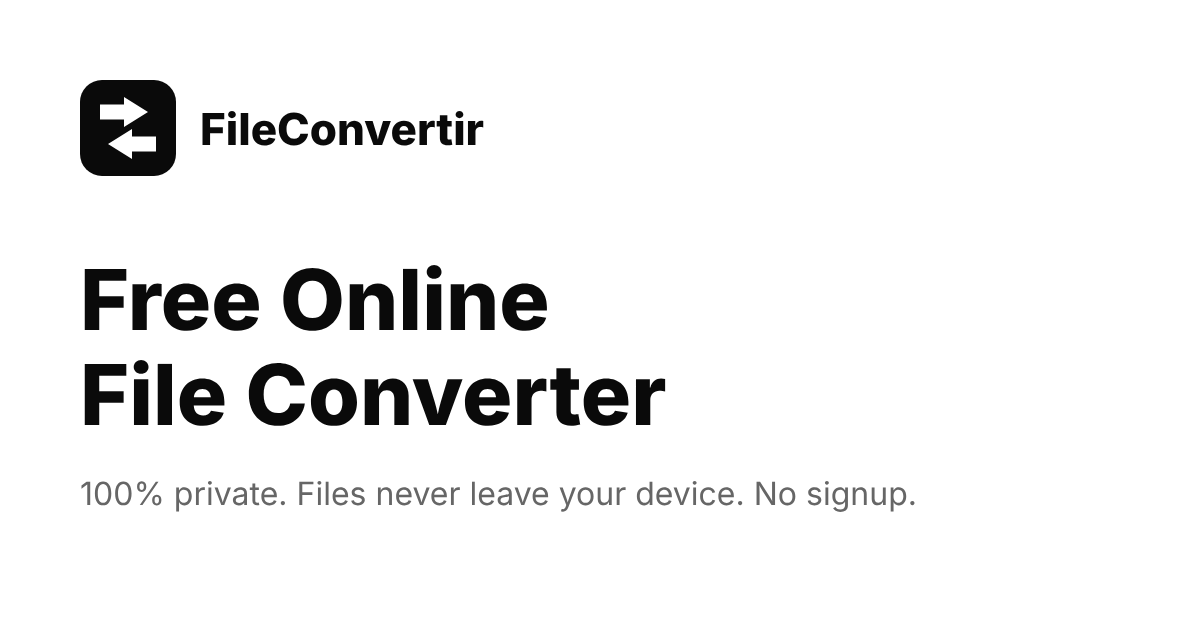 FileConvertir
Free Online
File Converter
100% private. Files never leave your device. No signup.